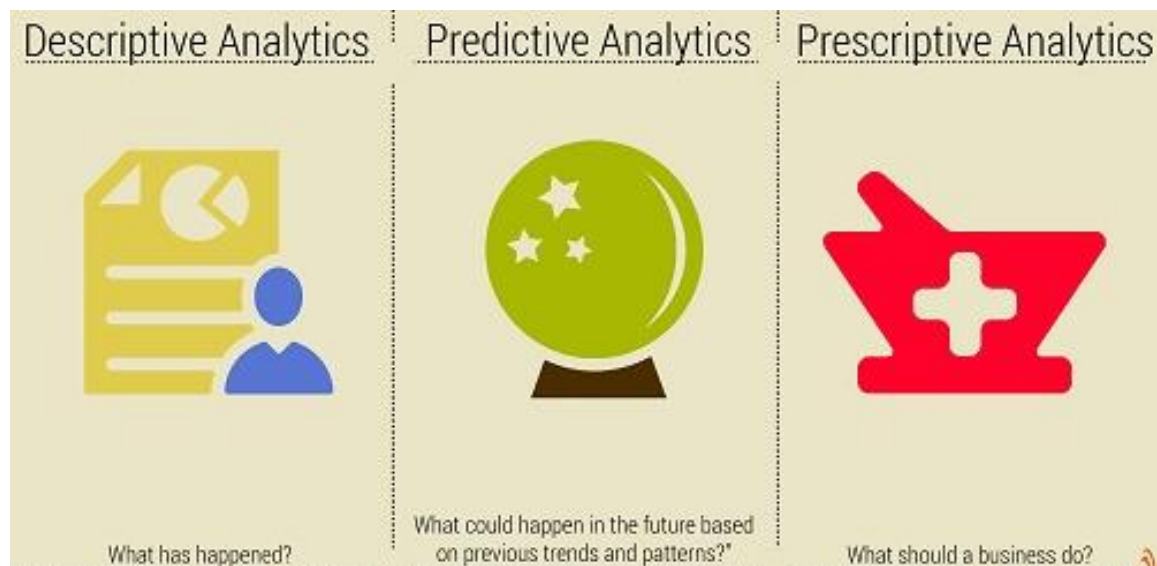 Descriptive Analytics
What has happened?
Predictive Analytics
What could happen in the future based
on previous trends and patterns?"
Prescriptive Analytics
What should a business do?